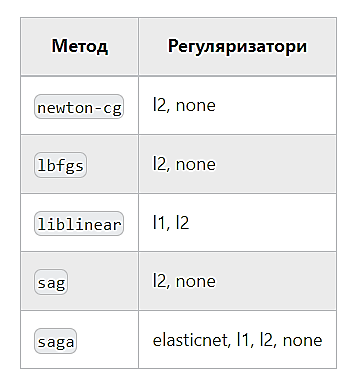 Метод Регуляризатори
newton-cg l2, none
lbfgs l2, none
liblinear l1, l2
sag l2, none
saga elasticnet, l1, l2, none